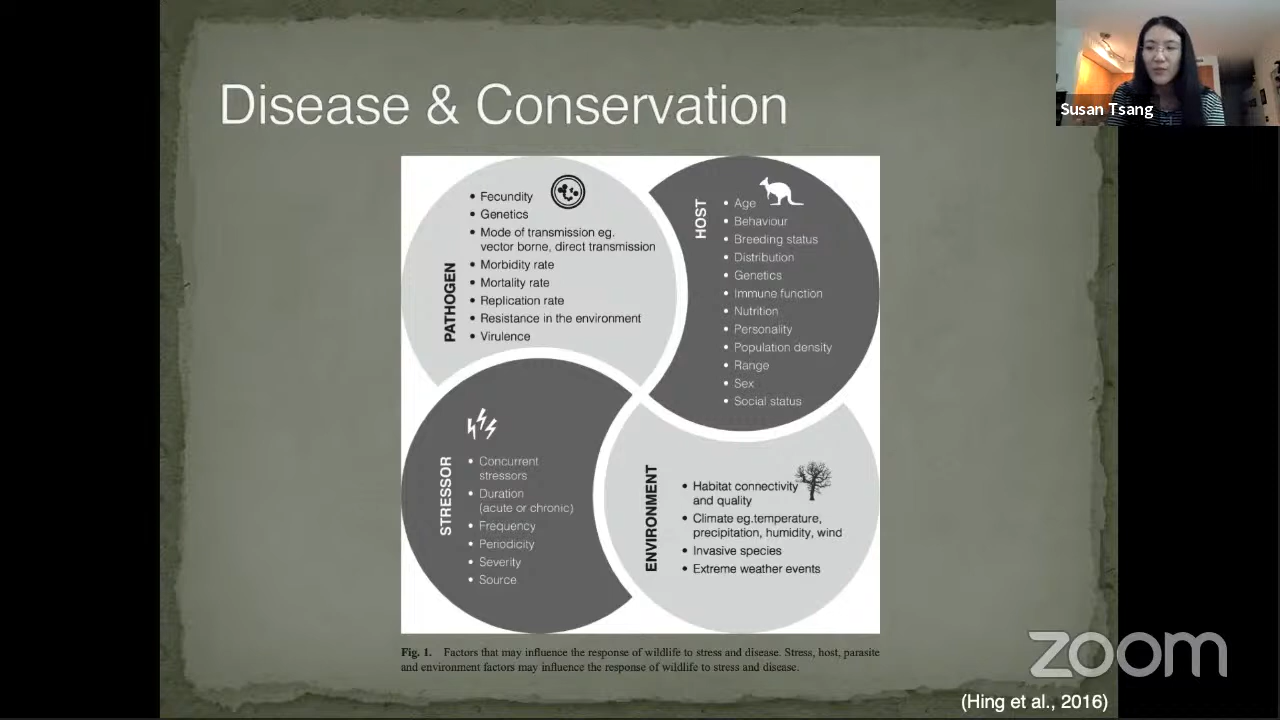 Disease & Conservation
Susan Tsang
PATHOGEN
• Fecundity
• Genetics
• Mode of transmission eg.
vector borne, direct transmission
• Morbidity rate
• Mortality rate
• Replication rate
• Resistance in the environment
• Virulence
HOST
• Age
• Behaviour
• Breeding status
• Distribution
• Genetics
• Immune function
• Nutrition
• Personality
• Population density
• Range
• Sex
• Social status
STRESSOR
• Concurrent
stressors
• Duration
(acute or chronic)
• Frequency
• Periodicity
• Severity
• Source
ENVIRONMENT
• Habitat connectivity
and quality
• Climate eg.temperature,
precipitation, humidity, wind
• Invasive species
• Extreme weather events
Fig. 1. Factors that may influence the response of wildlife to stress and disease. Stress, host, parasite
and environment factors may influence the response of wildlife to stress and disease.
zoom
(Hing et al., 2016)